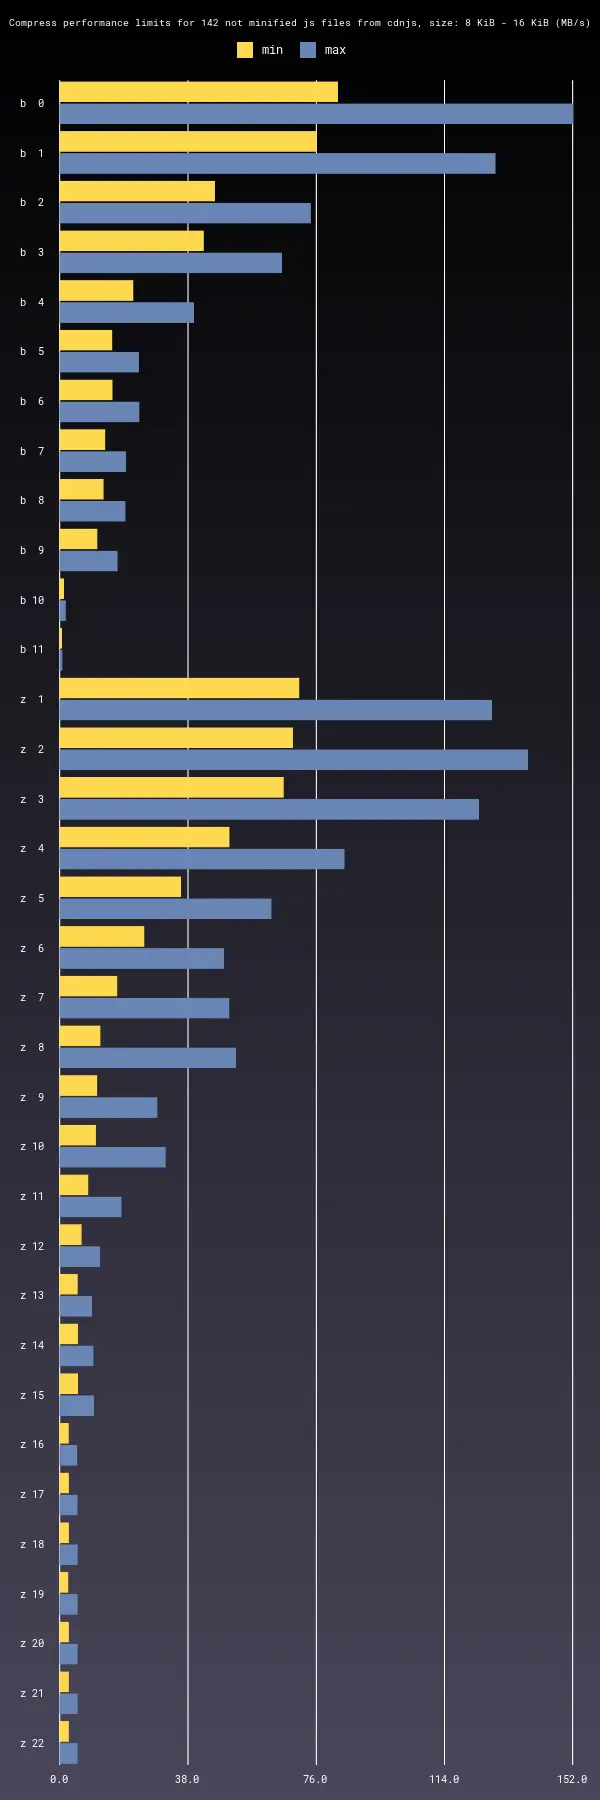 Compress performance limits for 142 not minified js files from cdnjs, size: 8 KiB - 16 KiB (MB/s)
min max
b 0
b 1
b 2
b 3
b 4
b 5
b 6
b 7
b 8
b 9
b 10
b 11
z 1
z 2
z 3
z 4
z 5
z 6
z 7
z 8
z 9
z 10
z 11
z 12
z 13
z 14
z 15
z 16
z 17
z 18
z 19
z 20
z 21
z 22
0.0 38.0 76.0 114.0 152.0